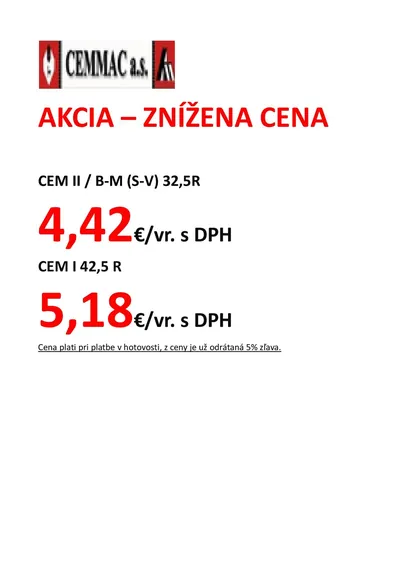 CEMMAC a.s.
AKCIA – ZNÍŽENA CENA
CEM II / B-M (S-V) 32,5R
4,42€/vr. s DPH
CEM I 42,5 R
5,18€/vr. s DPH
Cena plati pri platbe v hotovosti, z ceny je už odrátaná 5% zľava.